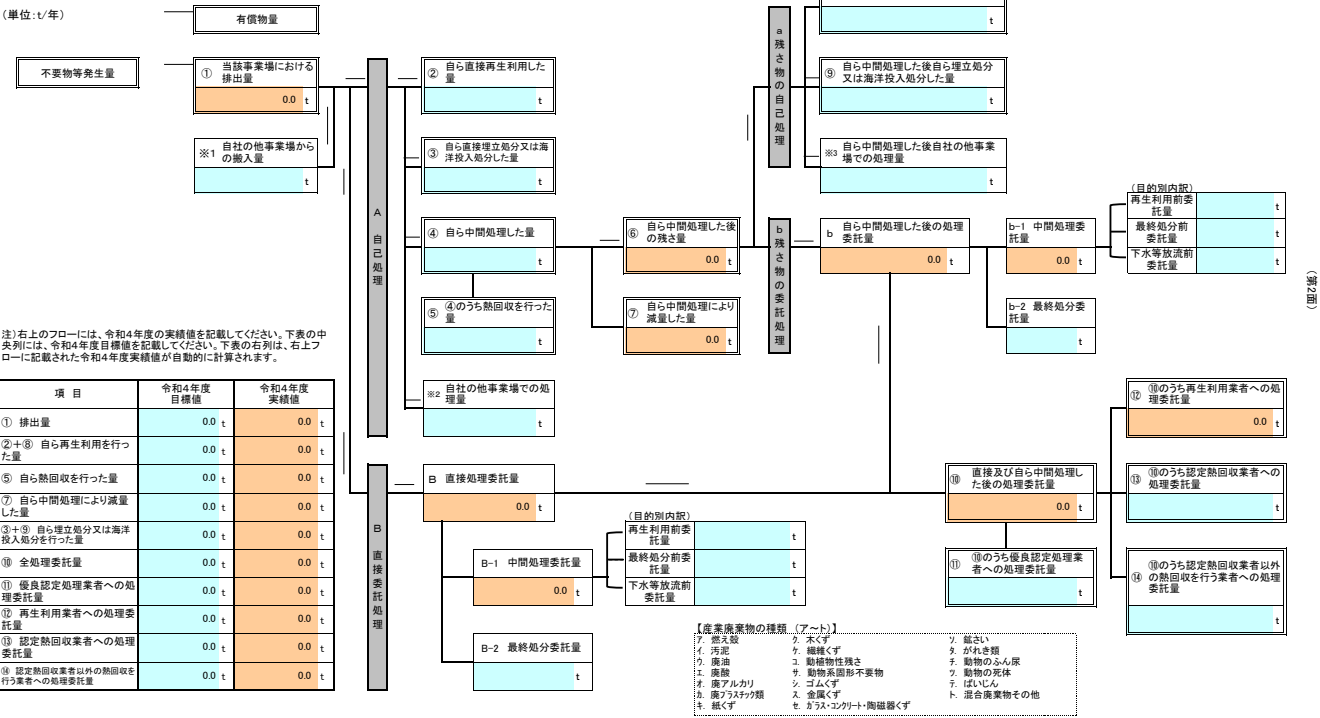 (単位:t/年)
有償物量
不要物等発生量
① 当該事業場における
排出量
0.0 t
※1 自社の他事業場から
の搬入量
t
A 自己処理
② 自ら直接再生利用した
量
t
③ 自ら直接埋立処分又は海
洋投入処分した量
t
④ 自ら中間処理した量
t
⑤ ④のうち熱回収を行った
量
t
※2 自社の他事業場での処
理量
t
⑥ 自ら中間処理した後
の残さ量
0.0 t
⑦ 自ら中間処理により
減量した量
0.0 t
a 残さ物の自己処理
t
⑨ 自ら中間処理した後自ら埋立処分
又は海洋投入処分した量
t
※3 自ら中間処理した後自社の他事業
場での処理量
t
b 残さ物の委託処理
b 自ら中間処理した後の処理
委託量
0.0 t
b-1 中間処理委
託量
0.0 t
(目的別内訳)
再生利用前委
託量
t
最終処分前
委託量
t
下水等放流前
委託量
t
b-2 最終処分委
託量
t
(第2面)
注)右上のフローには、令和4年度の実績値を記載してください。下表の中
央列には、令和4年度目標値を記載してください。下表の右列は、右上フ
ローに記載された令和4年度実績値が自動的に計算されます。
項 目 令和4年度
目標値 令和4年度
実績値
① 排出量 0.0 t 0.0 t
②+⑧ 自ら再生利用を行っ
た量 0.0 t 0.0 t
⑤ 自ら熱回収を行った量 0.0 t 0.0 t
⑦ 自ら中間処理により減量
した量 0.0 t 0.0 t
③+⑨ 自ら埋立処分又は海洋
投入処分を行った量 0.0 t 0.0 t
⑩ 全処理委託量 0.0 t 0.0 t
⑪ 優良認定処理業者への処
理委託量 0.0 t 0.0 t
⑫ 再生利用業者への処理委
託量 0.0 t 0.0 t
⑬ 認定熱回収業者への処理
委託量 0.0 t 0.0 t
⑭ 認定熱回収業者以外の熱回収を
行う業者への処理委託量 0.0 t 0.0 t
B 直接委託処理
B 直接処理委託量
0.0 t
B-1 中間処理委託量
0.0 t
(目的別内訳)
再生利用前委
託量
t
最終処分前委
託量
t
下水等放流前
委託量
t
B-2 最終処分委託量
t
⑩ 直接及び自ら中間処理し
た後の処理委託量
0.0 t
⑪ ⑩のうち優良認定処理業
者への処理委託量
t
⑫ ⑩のうち再生利用業者への処
理委託量
0.0 t
⑬ ⑩のうち認定熱回収業者への
処理委託量
t
⑭ ⑩のうち認定熱回収業者以外
の熱回収を行う業者への処理
委託量
t
【産業廃棄物の種類 (ア~ト)】
ア. 燃え殻 ク. 木くず ソ. 鉱さい
イ. 汚泥 ケ. 繊維くず タ. がれき類
ウ. 廃油 コ. 動植物性残さ チ. 動物のふん尿
エ. 廃酸 サ. 動物系固形不要物 ツ. 動物の死体
オ. 廃アルカリ シ. ゴムくず テ. ばいじん
カ. 廃プラスチック類 ス. 金属くず ト. 混合廃棄物その他
キ. 紙くず セ. ガラス・コンクリート・陶磁器くず